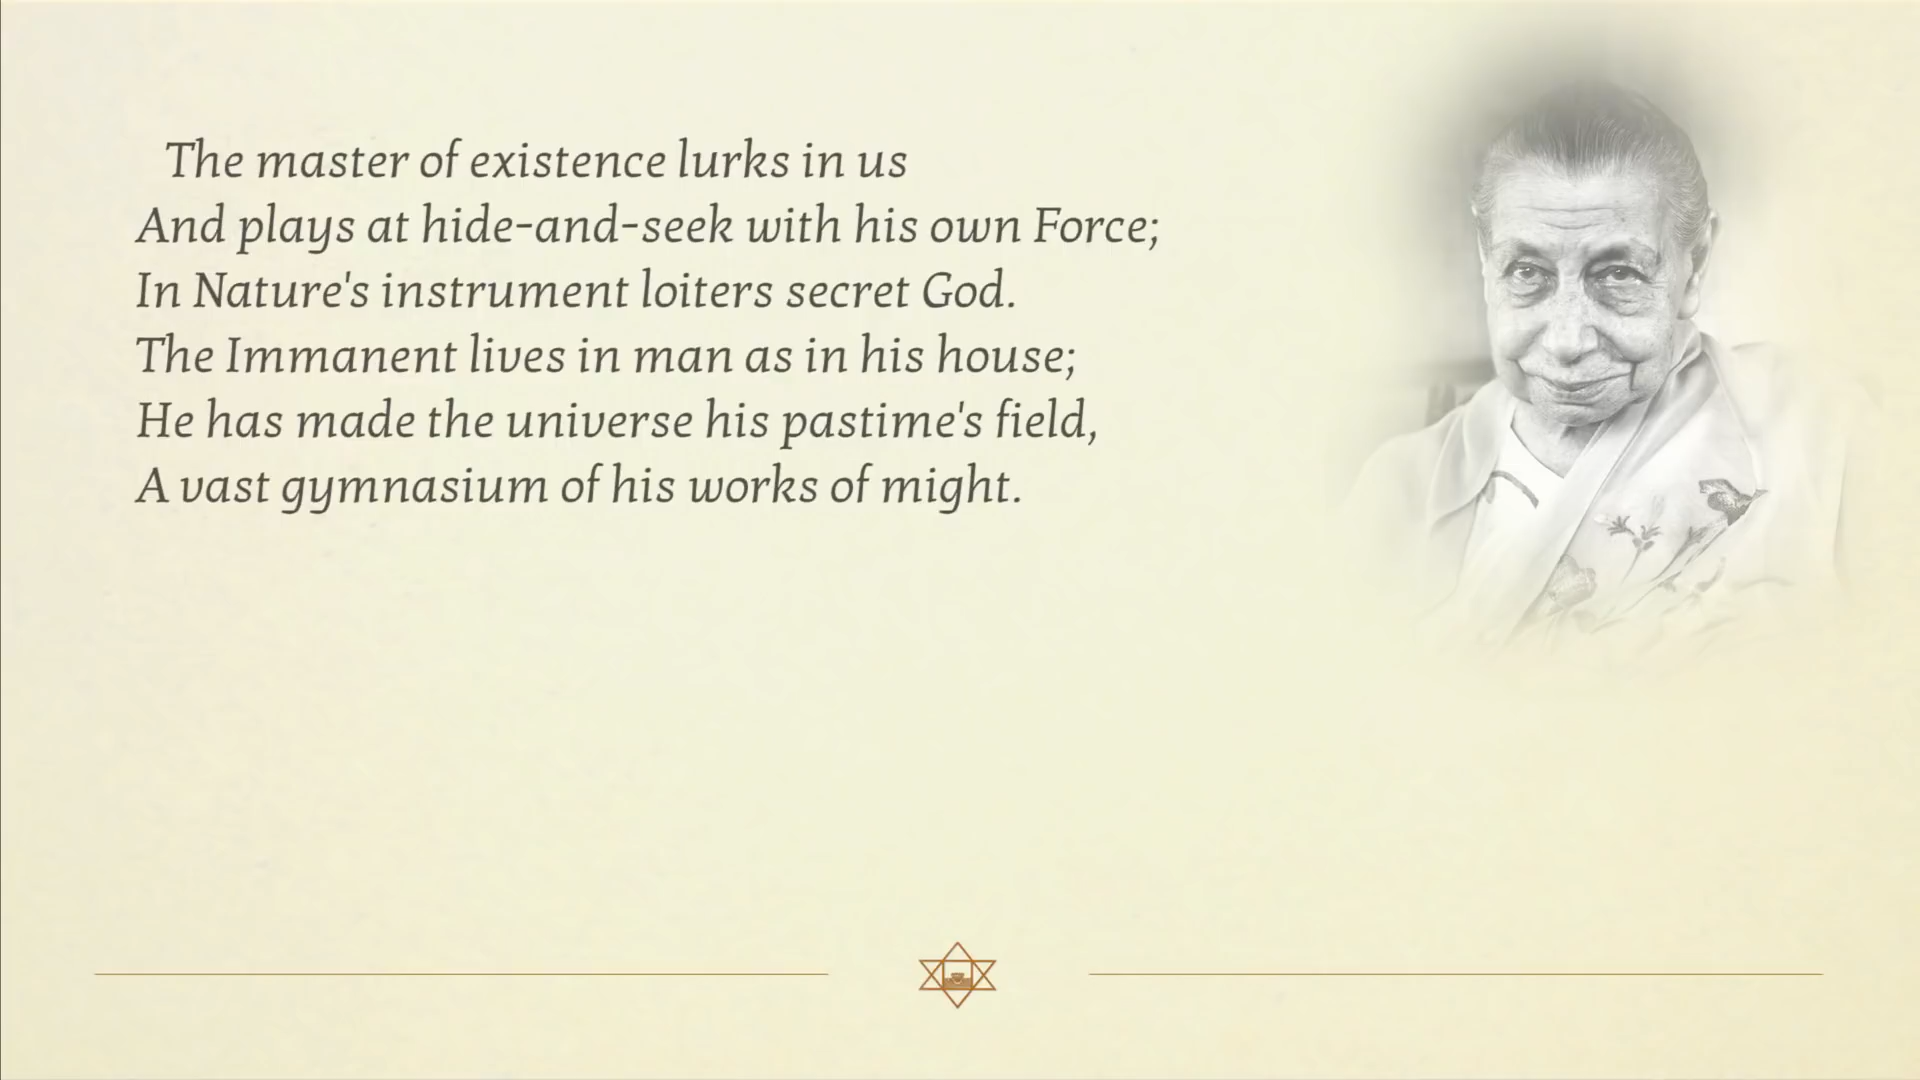 The master of existence lurks in us
And plays at hide-and-seek with his own Force;
In Nature's instrument loiters secret God.
The Immanent lives in man as in his house;
He has made the universe his pastime's field,
A vast gymnasium of his works of might.